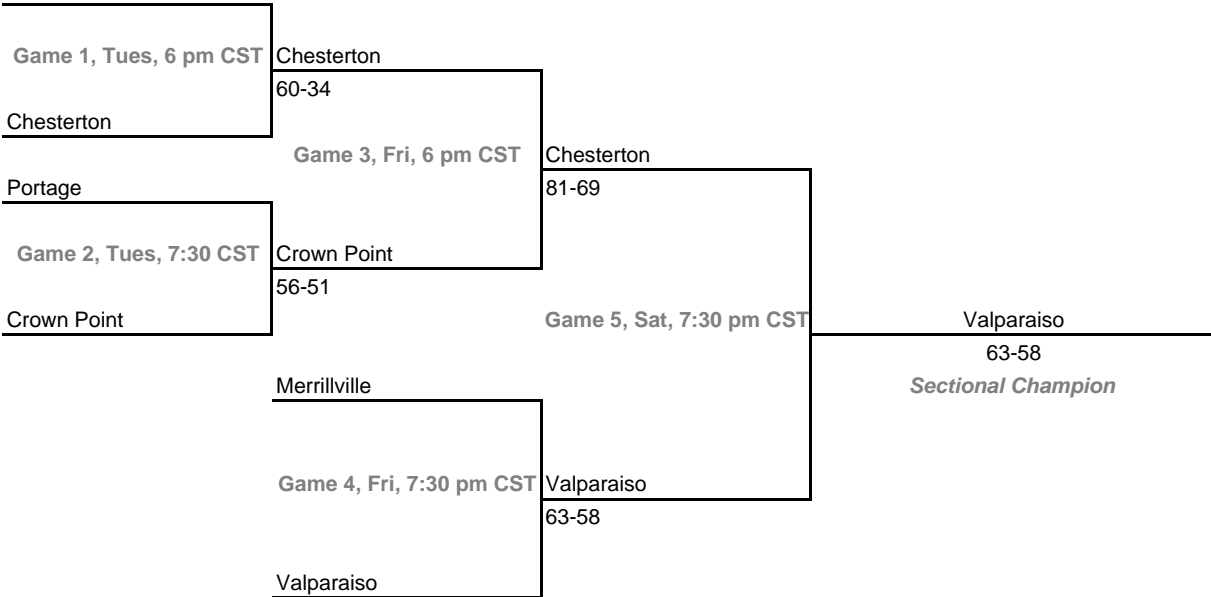 Game 1, Tues, 6 pm CST
Chesterton
60-34
Chesterton
Game 3, Fri, 6 pm CST
Chesterton
81-69
Portage
Game 2, Tues, 7:30 CST
Crown Point
56-51
Crown Point
Game 5, Sat, 7:30 pm CST
Valparaiso
63-58
Sectional Champion
Merrillville
Game 4, Fri, 7:30 pm CST
Valparaiso
63-58
Valparaiso